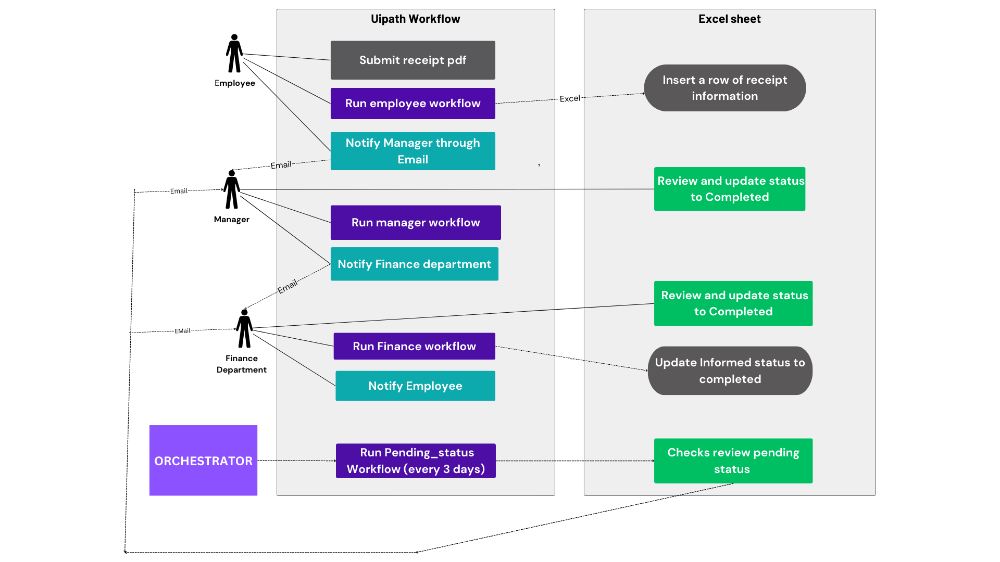 Uipath Workflow
Excel sheet
Submit receipt pdf
Employee
Insert a row of receipt
information
Run employee workflow
Excel
Notify Manager through
Email
Email
Email
Manager
Review and update status
to Completed
Run manager workflow
Notify Finance department
Email
Review and update status
to Completed
EMail
Finance
Department
Run Finance workflow
Excel
Update Informed status to
completed
Notify Employee
ORCHESTRATOR
Run Pending_status
Workflow (every 3 days)
Checks review pending
status